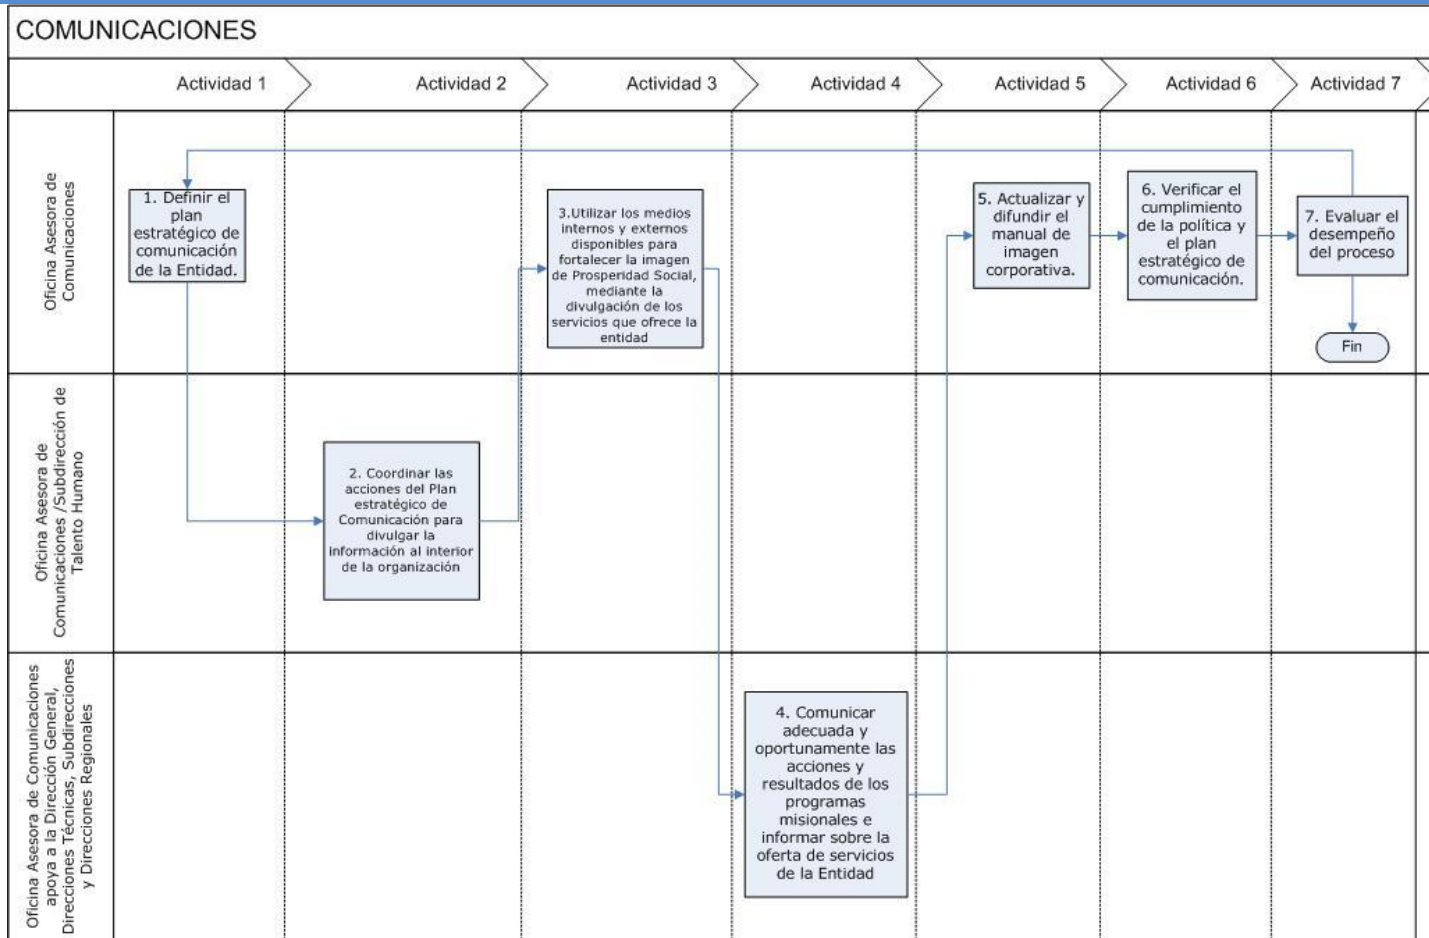 COMUNICACIONES
Actividad 1
Actividad 2
Actividad 3
Actividad 4
Actividad 5
Actividad 6
Actividad 7
Oficina Asesora de
Comunicaciones
1. Definir el
plan
estratégico de
comunicación
de la Entidad.
3.Utilizar los medios
internos y externos
disponibles para
fortalecer la imagen
de Prosperidad Social,
mediante la
divulgación de los
servicios que ofrece la
entidad
5. Actualizar y
difundir el
manual de
imagen
corporativa.
6. Verificar el
cumplimiento
de la política y
el plan
estratégico de
comunicación.
7. Evaluar el
desempeño
del proceso
Fin
Oficina Asesora de
Comunicaciones /Subdirección de
Talento Humano
2. Coordinar las
acciones del Plan
estratégico de
Comunicación para
divulgar la
información al interior
de la organización
Oficina Asesora de Comunicaciones
apoya a la Dirección General,
Direcciones Técnicas, Subdirecciones
y Direcciones Regionales
4. Comunicar
adecuada y
oportunamente las
acciones y
resultados de los
programas
misionales e
informar sobre la
oferta de servicios
de la Entidad